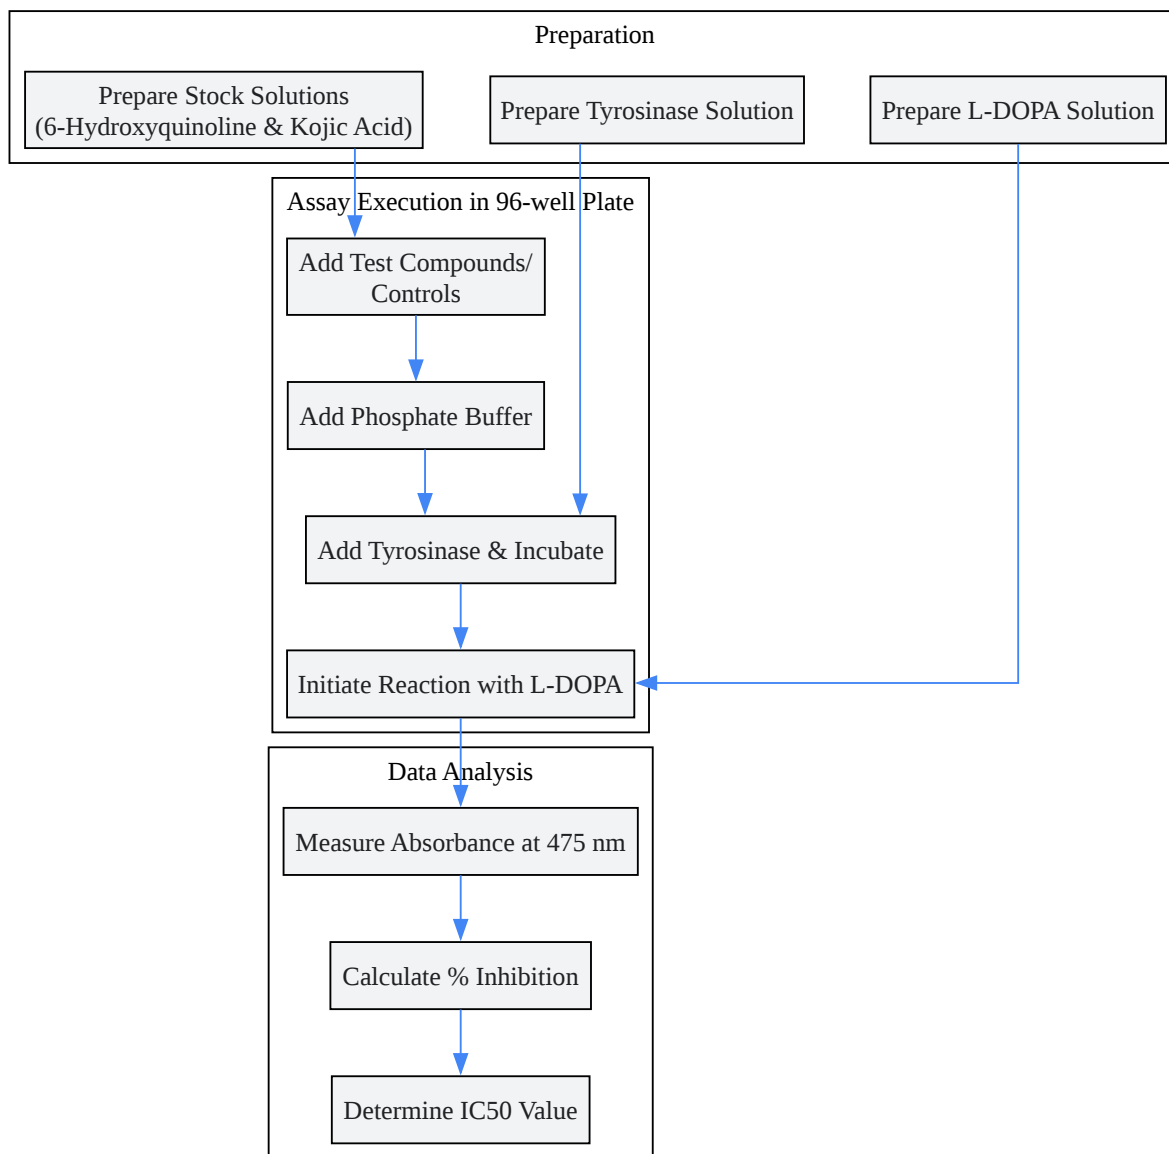 Preparation
Prepare Stock Solutions
(6-Hydroxyquinoline & Kojic Acid)
Prepare Tyrosinase Solution
Prepare L-DOPA Solution
Assay Execution in 96-well Plate
Add Test Compounds/
Controls
Add Phosphate Buffer
Add Tyrosinase & Incubate
Initiate Reaction with L-DOPA
Data Analysis
Measure Absorbance at 475 nm
Calculate % Inhibition
Determine IC50 Value